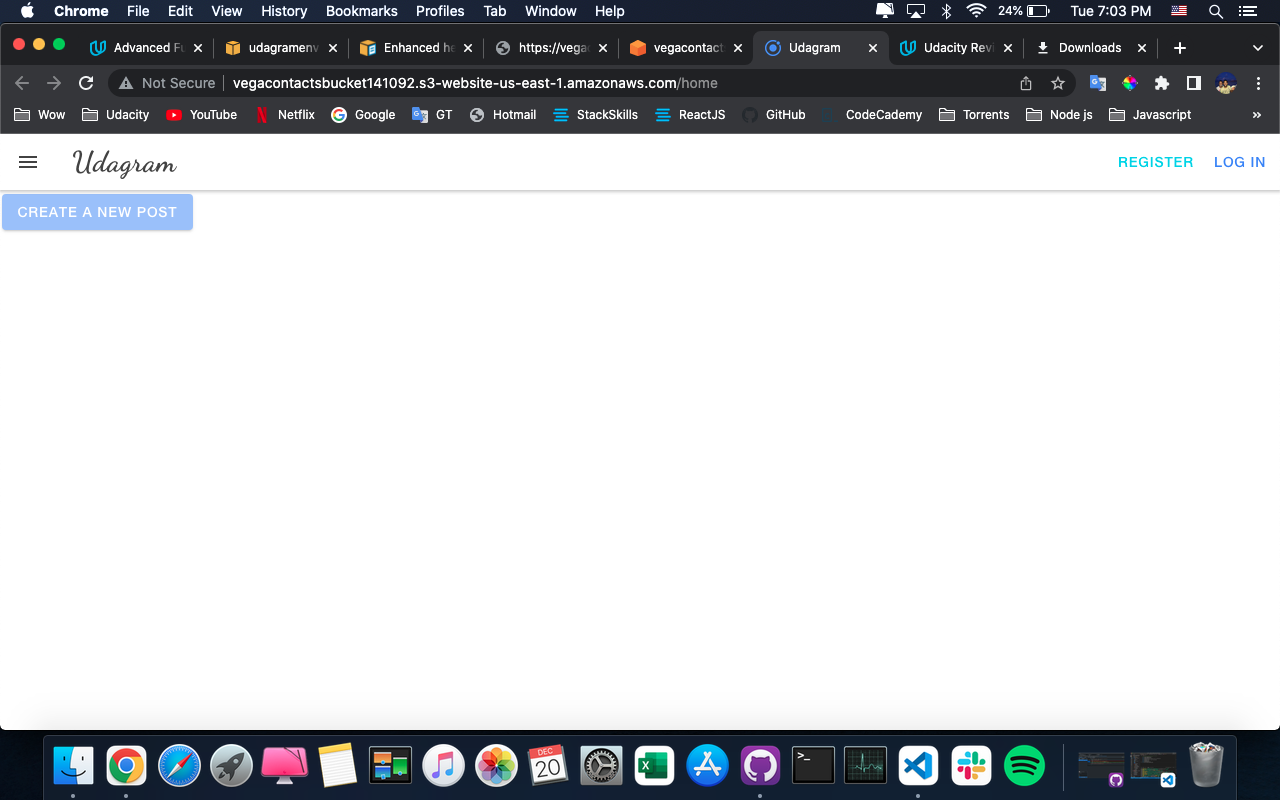 Chrome File Edit View History Bookmarks Profiles Tab Window Help 24% Tue 7:03 PM
Advanced Fu udagramenv Enhanced he https://vega vegacontact Udagram Udacity Revi Downloads
Not Secure vegacontactsbucket141092.s3-website-us-east-1.amazonaws.com/home
Wow Udacity YouTube Netflix Google GT Hotmail StackSkills ReactJS GitHub CodeCademy Torrents Node js Javascript »
Udagram REGISTER LOG IN
CREATE A NEW POST
DEC
20